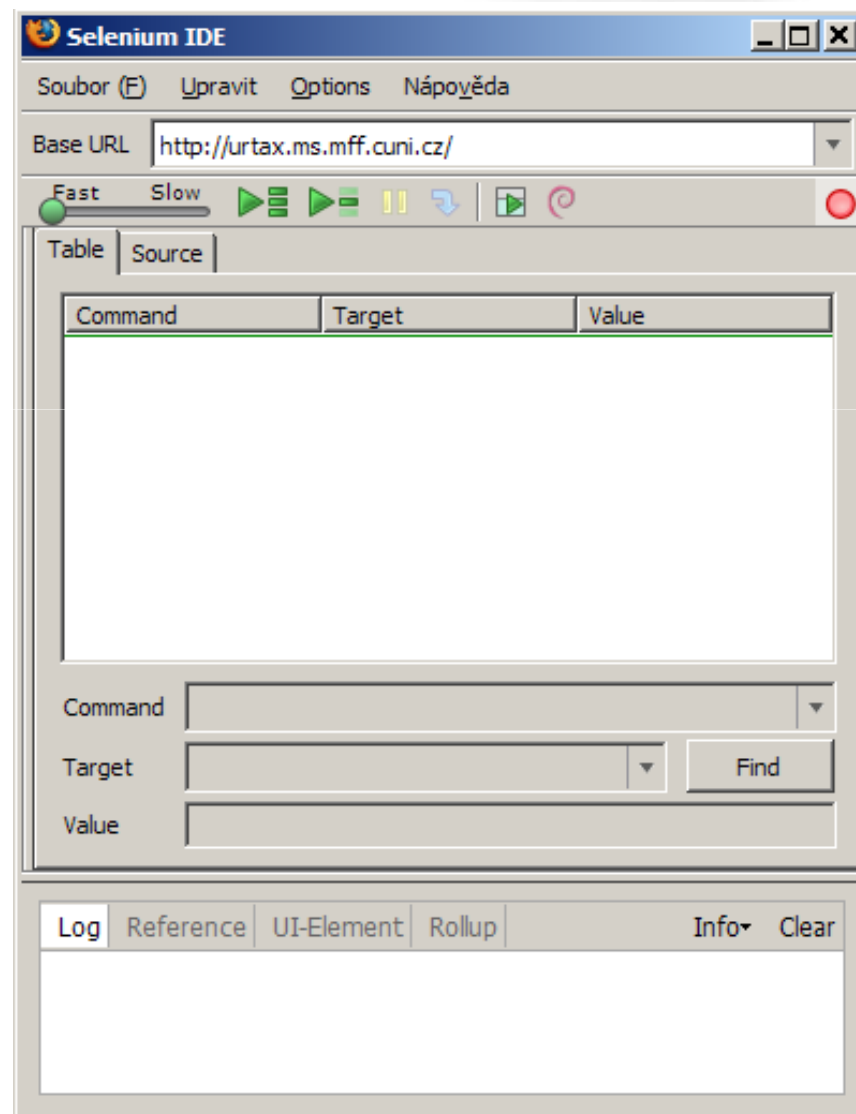 Selenium IDE
Soubor (F) Upravit Options Nápověda
Base URL http://urtax.ms.mff.cuni.cz/
Fast Slow
Table Source
Command Target Value
Command
Target Find
Value
Log Reference UI-Element Rollup Info Clear